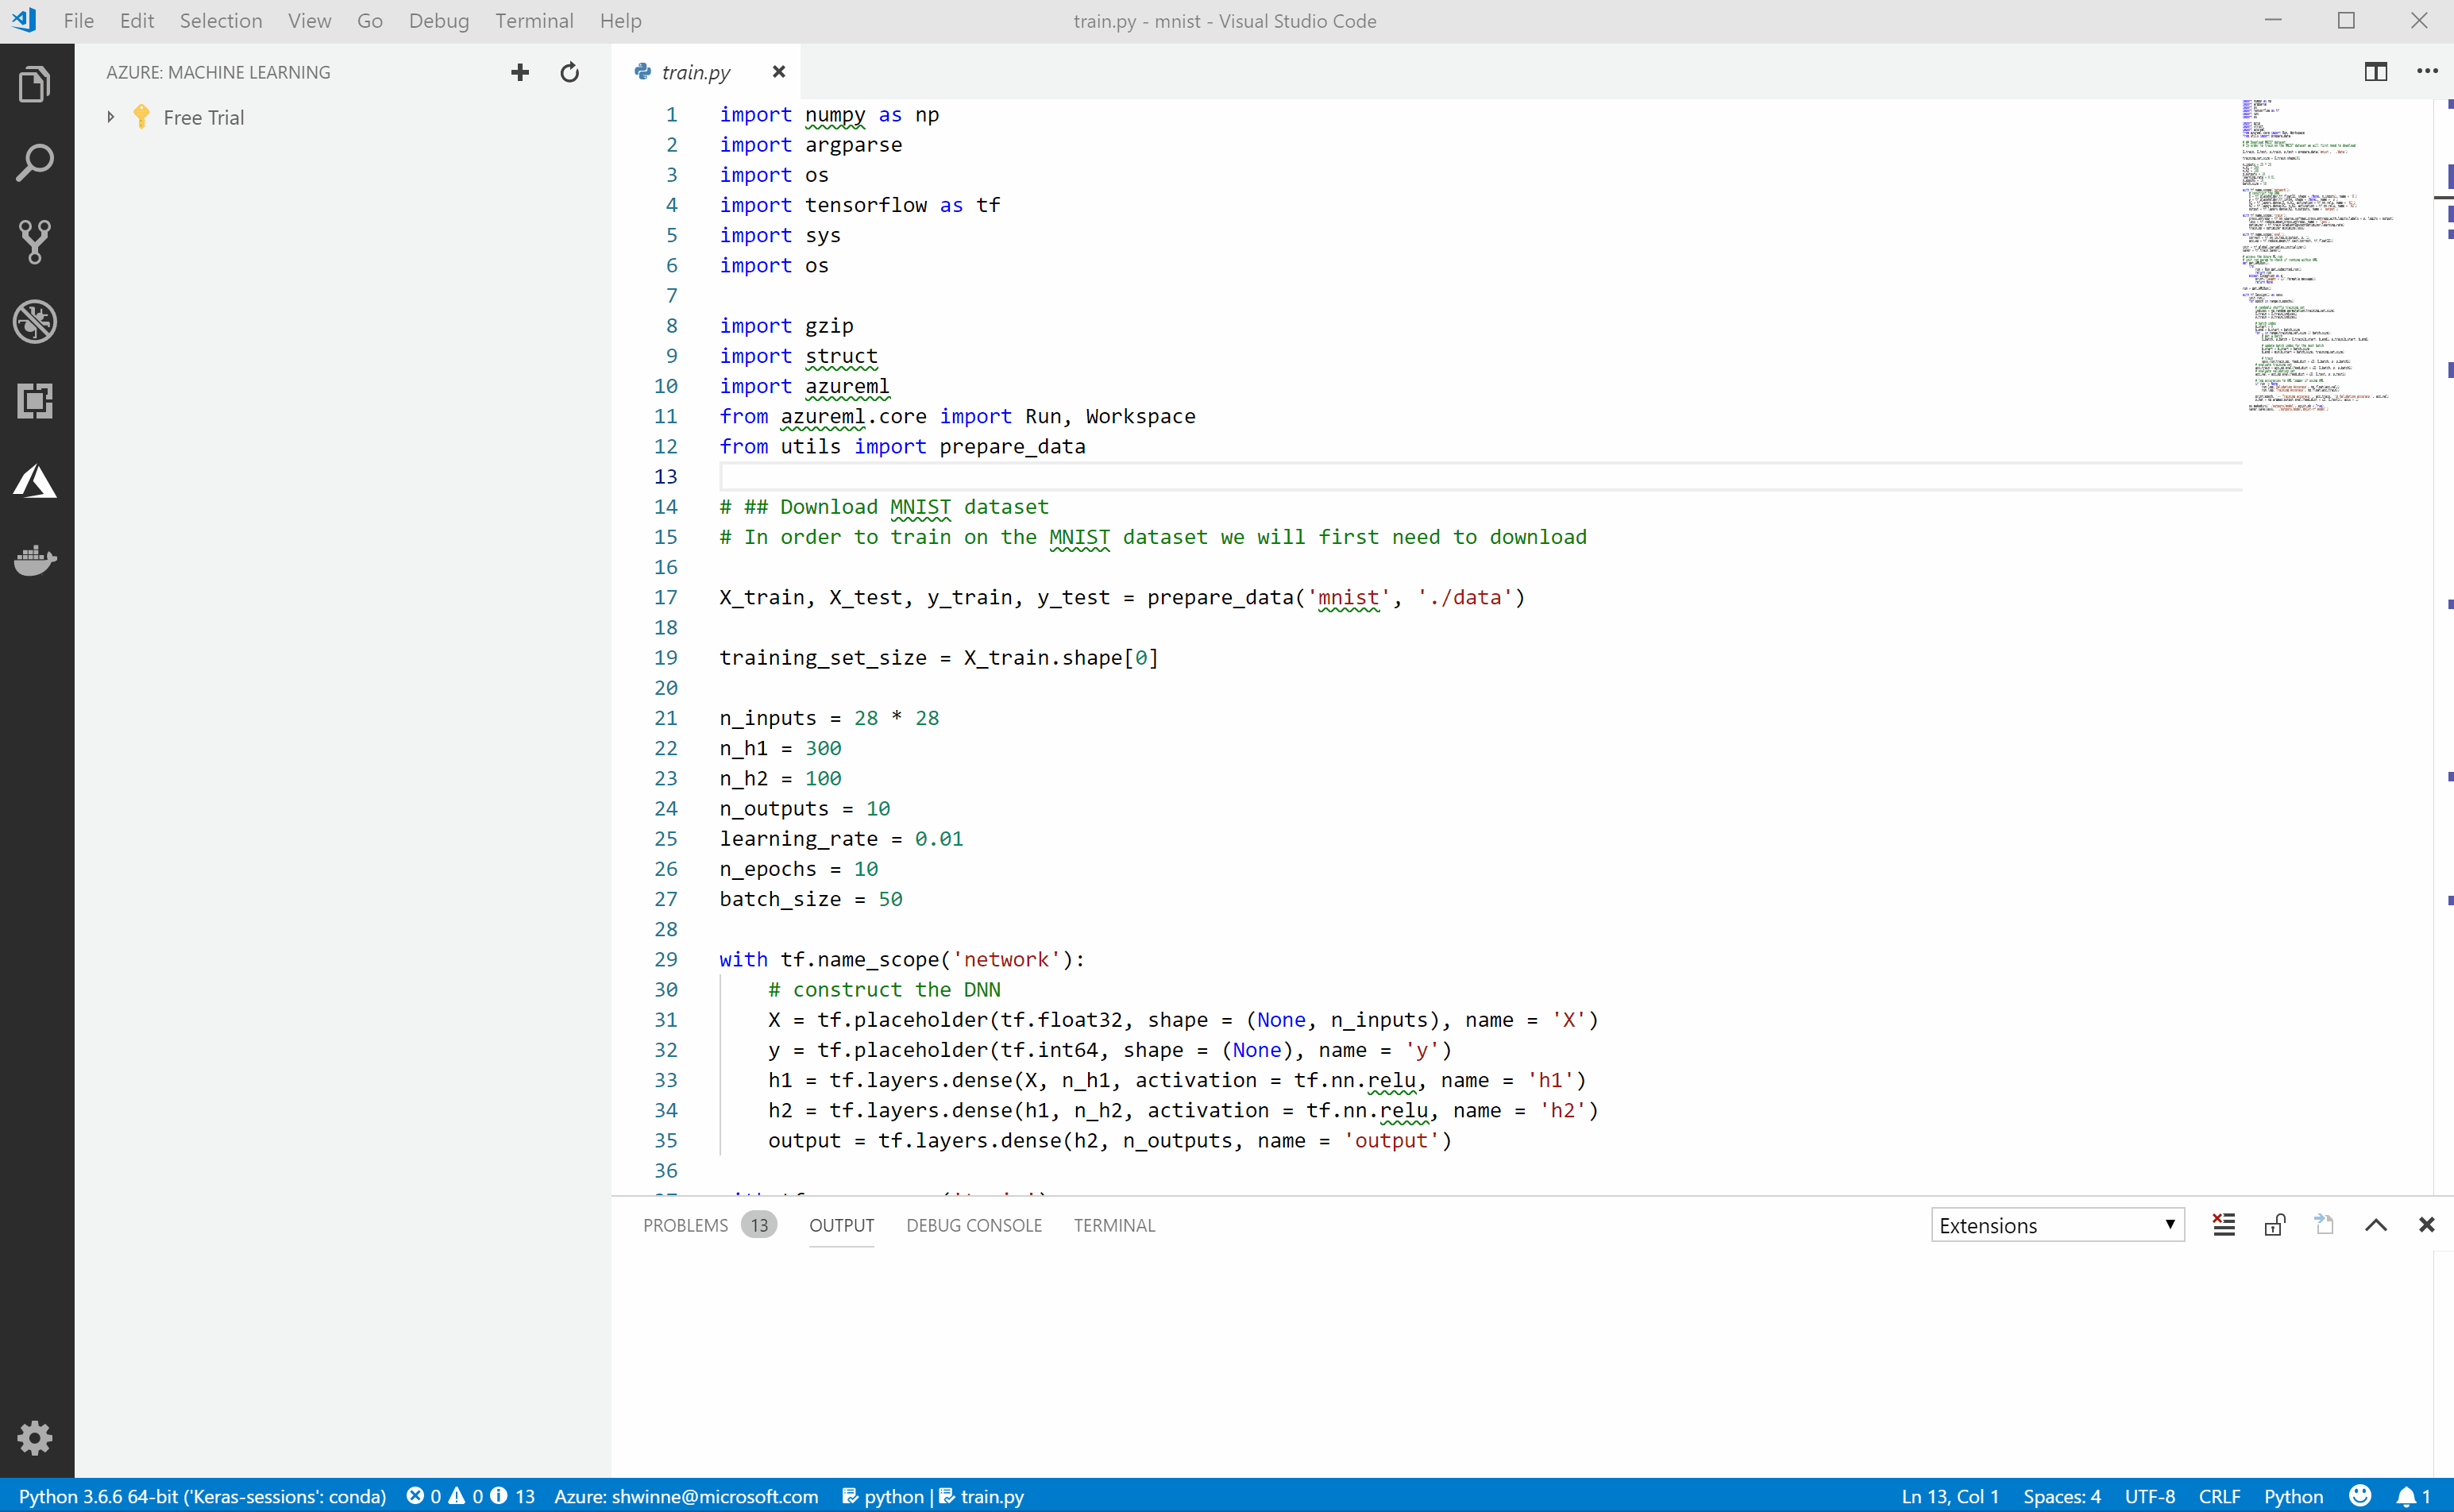 File Edit Selection View Go Debug Terminal Help
train.py - mnist - Visual Studio Code
AZURE: MACHINE LEARNING
Free Trial
train.py
1 import numpy as np
2 import argparse
3 import os
4 import tensorflow as tf
5 import sys
6 import os
7
8 import gzip
9 import struct
10 import azureml
11 from azureml.core import Run, Workspace
12 from utils import prepare_data
13
14 # ## Download MNIST dataset
15 # In order to train on the MNIST dataset we will first need to download
16
17 X_train, X_test, y_train, y_test = prepare_data('mnist', './data')
18
19 training_set_size = X_train.shape[0]
20
21 n_inputs = 28 * 28
22 n_h1 = 300
23 n_h2 = 100
24 n_outputs = 10
25 learning_rate = 0.01
26 n_epochs = 10
27 batch_size = 50
28
29 with tf.name_scope('network'):
30 # construct the DNN
31 X = tf.placeholder(tf.float32, shape = (None, n_inputs), name = 'X')
32 y = tf.placeholder(tf.int64, shape = (None), name = 'y')
33 h1 = tf.layers.dense(X, n_h1, activation = tf.nn.relu, name = 'h1')
34 h2 = tf.layers.dense(h1, n_h2, activation = tf.nn.relu, name = 'h2')
35 output = tf.layers.dense(h2, n_outputs, name = 'output')
36
PROBLEMS 13 OUTPUT DEBUG CONSOLE TERMINAL
Extensions
Python 3.6.6 64-bit ('Keras-sessions': conda) 0 0 13 Azure: shwinne@microsoft.com python | train.py
Ln 13, Col 1 Spaces: 4 UTF-8 CRLF Python 1